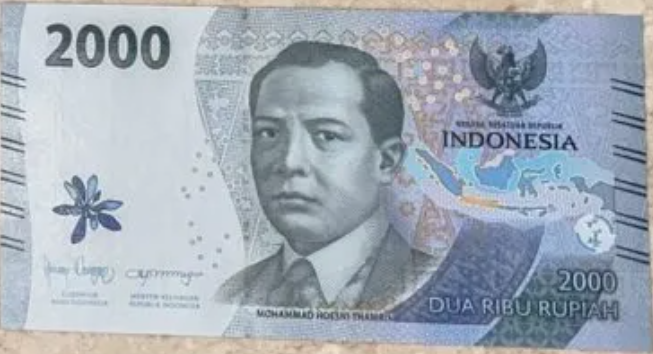 2000
NEGARA KESATUAN REPUBLIK
INDONESIA
GUBERNUR
BANK INDONESIA
MENTERI KEUANGAN
REPUBLIK INDONESIA
MOHAMMAD HOESNI THAMRIN
2000
DUA RIBU RUPIAH